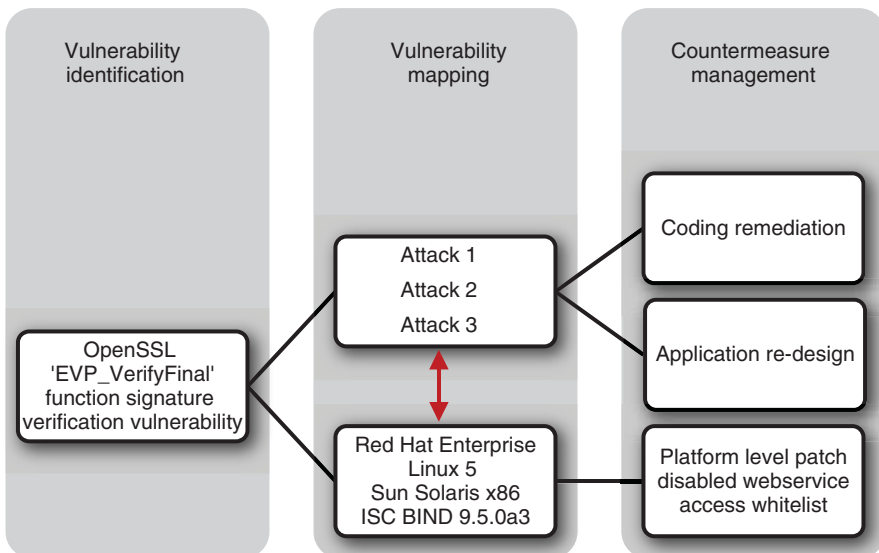 Vulnerability
identification
Vulnerability
mapping
Countermeasure
management
OpenSSL
'EVP_VerifyFinal'
function signature
verification vulnerability
Attack 1
Attack 2
Attack 3
Red Hat Enterprise
Linux 5
Sun Solaris x86
ISC BIND 9.5.0a3
Coding remediation
Application re-design
Platform level patch
disabled webservice
access whitelist